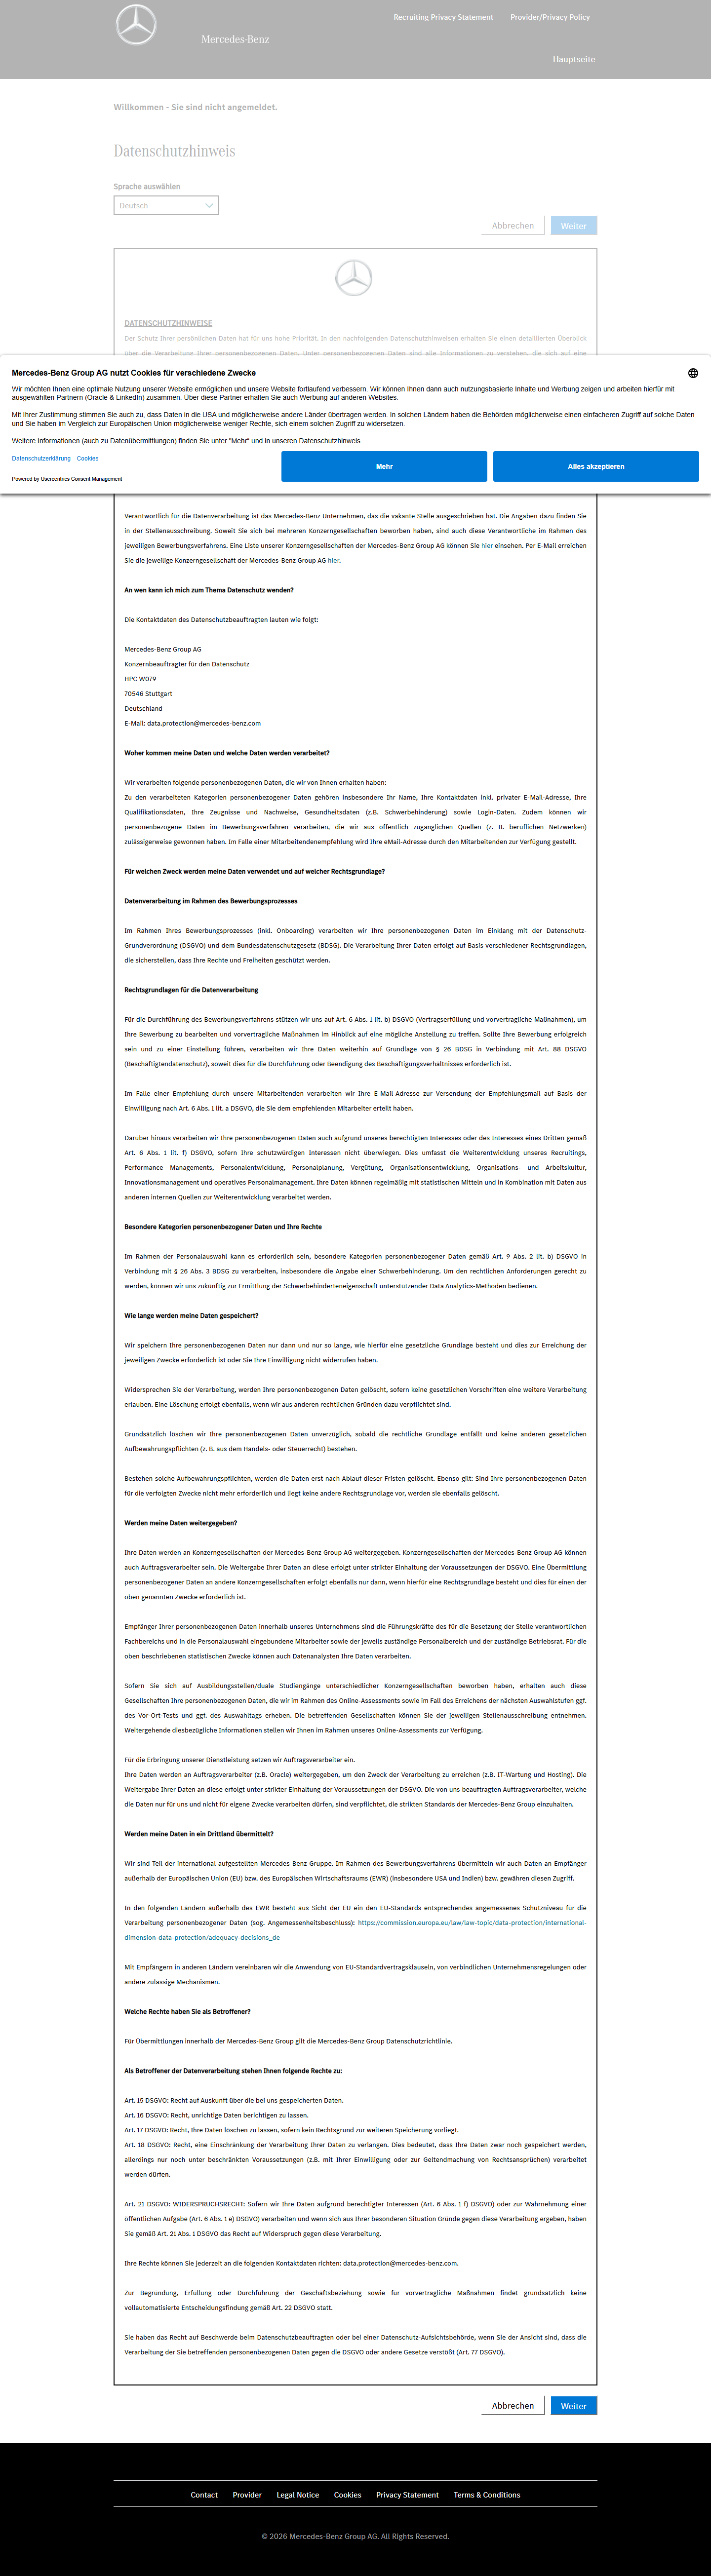 Recruiting Privacy Statement Provider/Privacy Policy
Mercedes-Benz
Hauptseite
Willkommen - Sie sind nicht angemeldet.
Datenschutzhinweis
Sprache auswählen
Deutsch
Abbrechen Weiter
DATENSCHUTZHINWEISE
Der Schutz Ihrer persönlichen Daten hat für uns hohe Priorität. In den nachfolgenden Datenschutzhinweisen erhalten Sie einen detaillierten Überblick
über die Verarbeitung Ihrer personenbezogenen Daten. Unter personenbezogenen Daten sind alle Informationen zu verstehen, die sich auf eine
Mercedes-Benz Group AG nutzt Cookies für verschiedene Zwecke
Wir möchten Ihnen eine optimale Nutzung unserer Website ermöglichen und unsere Website fortlaufend verbessern. Wir können Ihnen dann auch nutzungsbasierte Inhalte und Werbung zeigen und arbeiten hierfür mit
ausgewählten Partnern (Oracle & LinkedIn) zusammen. Über diese Partner erhalten Sie auch Werbung auf anderen Websites.
Mit Ihrer Zustimmung stimmen Sie auch zu, dass Daten in die USA und möglicherweise andere Länder übertragen werden. In solchen Ländern haben die Behörden möglicherweise einen einfacheren Zugriff auf solche Daten
und Sie haben im Vergleich zur Europäischen Union möglicherweise weniger Rechte, sich einem solchen Zugriff zu widersetzen.
Weitere Informationen (auch zu Datenübermittlungen) finden Sie unter "Mehr" und in unseren Datenschutzhinweis.
Datenschutzerklärung Cookies
Mehr
Alles akzeptieren
Powered by Usercentrics Consent Management
Verantwortlich für die Datenverarbeitung ist das Mercedes-Benz Unternehmen, das die vakante Stelle ausgeschrieben hat. Die Angaben dazu finden Sie
in der Stellenausschreibung. Soweit Sie sich bei mehreren Konzerngesellschaften beworben haben, sind auch diese Verantwortliche im Rahmen des
jeweiligen Bewerbungsverfahrens. Eine Liste unserer Konzerngesellschaften der Mercedes-Benz Group AG können Sie hier einsehen. Per E-Mail erreichen
Sie die jeweilige Konzerngesellschaft der Mercedes-Benz Group AG hier.
An wen kann ich mich zum Thema Datenschutz wenden?
Die Kontaktdaten des Datenschutzbeauftragten lauten wie folgt:
Mercedes-Benz Group AG
Konzernbeauftragter für den Datenschutz
HPC W079
70546 Stuttgart
Deutschland
E-Mail: data.protection@mercedes-benz.com
Woher kommen meine Daten und welche Daten werden verarbeitet?
Wir verarbeiten folgende personenbezogenen Daten, die wir von Ihnen erhalten haben:
Zu den verarbeiteten Kategorien personenbezogener Daten gehören insbesondere Ihr Name, Ihre Kontaktdaten inkl. privater E-Mail-Adresse, Ihre
Qualifikationsdaten, Ihre Zeugnisse und Nachweise, Gesundheitsdaten (z.B. Schwerbehinderung) sowie Login-Daten. Zudem können wir
personenbezogene Daten im Bewerbungsverfahren verarbeiten, die wir aus öffentlich zugänglichen Quellen (z. B. beruflichen Netzwerken)
zulässigerweise gewonnen haben. Im Falle einer Mitarbeitendenempfehlung wird Ihre eMail-Adresse durch den Mitarbeitenden zur Verfügung gestellt.
Für welchen Zweck werden meine Daten verwendet und auf welcher Rechtsgrundlage?
Datenverarbeitung im Rahmen des Bewerbungsprozesses
Im Rahmen Ihres Bewerbungsprozesses (inkl. Onboarding) verarbeiten wir Ihre personenbezogenen Daten im Einklang mit der Datenschutz-
Grundverordnung (DSGVO) und dem Bundesdatenschutzgesetz (BDSG). Die Verarbeitung Ihrer Daten erfolgt auf Basis verschiedener Rechtsgrundlagen,
die sicherstellen, dass Ihre Rechte und Freiheiten geschützt werden.
Rechtsgrundlagen für die Datenverarbeitung
Für die Durchführung des Bewerbungsverfahrens stützen wir uns auf Art. 6 Abs. 1 lit. b) DSGVO (Vertragserfüllung und vorvertragliche Maßnahmen), um
Ihre Bewerbung zu bearbeiten und vorvertragliche Maßnahmen im Hinblick auf eine mögliche Anstellung zu treffen. Sollte Ihre Bewerbung erfolgreich
sein und zu einer Einstellung führen, verarbeiten wir Ihre Daten weiterhin auf Grundlage von § 26 BDSG in Verbindung mit Art. 88 DSGVO
(Beschäftigtendatenschutz), soweit dies für die Durchführung oder Beendigung des Beschäftigungsverhältnisses erforderlich ist.
Im Falle einer Empfehlung durch unsere Mitarbeitenden verarbeiten wir Ihre E-Mail-Adresse zur Versendung der Empfehlungsmail auf Basis der
Einwilligung nach Art. 6 Abs. 1 lit. a DSGVO, die Sie dem empfehlenden Mitarbeiter erteilt haben.
Darüber hinaus verarbeiten wir Ihre personenbezogenen Daten auch aufgrund unseres berechtigten Interesses oder des Interesses eines Dritten gemäß
Art. 6 Abs. 1 lit. f) DSGVO, sofern Ihre schutzwürdigen Interessen nicht überwiegen. Dies umfasst die Weiterentwicklung unseres Recruitings,
Performance Managements, Personalentwicklung, Personalplanung, Vergütung, Organisationsentwicklung, Organisations- und Arbeitskultur,
Innovationsmanagement und operatives Personalmanagement. Ihre Daten können regelmäßig mit statistischen Mitteln und in Kombination mit Daten aus
anderen internen Quellen zur Weiterentwicklung verarbeitet werden.
Besondere Kategorien personenbezogener Daten und Ihre Rechte
Im Rahmen der Personalauswahl kann es erforderlich sein, besondere Kategorien personenbezogener Daten gemäß Art. 9 Abs. 2 lit. b) DSGVO in
Verbindung mit § 26 Abs. 3 BDSG zu verarbeiten, insbesondere die Angabe einer Schwerbehinderung. Um den rechtlichen Anforderungen gerecht zu
werden, können wir uns zukünftig zur Ermittlung der Schwerbehinderteneigenschaft unterstützender Data Analytics-Methoden bedienen.
Wie lange werden meine Daten gespeichert?
Wir speichern Ihre personenbezogenen Daten nur dann und nur so lange, wie hierfür eine gesetzliche Grundlage besteht und dies zur Erreichung der
jeweiligen Zwecke erforderlich ist oder Sie Ihre Einwilligung nicht widerrufen haben.
Widersprechen Sie der Verarbeitung, werden Ihre personenbezogenen Daten gelöscht, sofern keine gesetzlichen Vorschriften eine weitere Verarbeitung
erlauben. Eine Löschung erfolgt ebenfalls, wenn wir aus anderen rechtlichen Gründen dazu verpflichtet sind.
Grundsätzlich löschen wir Ihre personenbezogenen Daten unverzüglich, sobald die rechtliche Grundlage entfällt und keine anderen gesetzlichen
Aufbewahrungspflichten (z. B. aus dem Handels- oder Steuerrecht) bestehen.
Bestehen solche Aufbewahrungspflichten, werden die Daten erst nach Ablauf dieser Fristen gelöscht. Ebenso gilt: Sind Ihre personenbezogenen Daten
für die verfolgten Zwecke nicht mehr erforderlich und liegt keine andere Rechtsgrundlage vor, werden sie ebenfalls gelöscht.
Werden meine Daten weitergegeben?
Ihre Daten werden an Konzerngesellschaften der Mercedes-Benz Group AG weitergegeben. Konzerngesellschaften der Mercedes-Benz Group AG können
auch Auftragsverarbeiter sein. Die Weitergabe Ihrer Daten an diese erfolgt unter strikter Einhaltung der Voraussetzungen der DSGVO. Eine Übermittlung
personenbezogener Daten an andere Konzerngesellschaften erfolgt ebenfalls nur dann, wenn hierfür eine Rechtsgrundlage besteht und dies für einen der
oben genannten Zwecke erforderlich ist.
Empfänger Ihrer personenbezogenen Daten innerhalb unseres Unternehmens sind die Führungskräfte des für die Besetzung der Stelle verantwortlichen
Fachbereichs und in die Personalauswahl eingebundene Mitarbeiter sowie der jeweils zuständige Personalbereich und der zuständige Betriebsrat. Für die
oben beschriebenen statistischen Zwecke können auch Datenanalysten Ihre Daten verarbeiten.
Sofern Sie sich auf Ausbildungsstellen/duale Studiengänge unterschiedlicher Konzerngesellschaften beworben haben, erhalten auch diese
Gesellschaften Ihre personenbezogenen Daten, die wir im Rahmen des Online-Assessments sowie im Fall des Erreichens der nächsten Auswahlstufen ggf.
des Vor-Ort-Tests und ggf. des Auswahltags erheben. Die betreffenden Gesellschaften können Sie der jeweiligen Stellenausschreibung entnehmen.
Weitergehende diesbezügliche Informationen stellen wir Ihnen im Rahmen unseres Online-Assessments zur Verfügung.
Für die Erbringung unserer Dienstleistung setzen wir Auftragsverarbeiter ein.
Ihre Daten werden an Auftragsverarbeiter (z.B. Oracle) weitergegeben, um den Zweck der Verarbeitung zu erreichen (z.B. IT-Wartung und Hosting). Die
Weitergabe Ihrer Daten an diese erfolgt unter strikter Einhaltung der Voraussetzungen der DSGVO. Die von uns beauftragten Auftragsverarbeiter, welche
die Daten nur für uns und nicht für eigene Zwecke verarbeiten dürfen, sind verpflichtet, die strikten Standards der Mercedes-Benz Group einzuhalten.
Werden meine Daten in ein Drittland übermittelt?
Wir sind Teil der international aufgestellten Mercedes-Benz Gruppe. Im Rahmen des Bewerbungsverfahrens übermitteln wir auch Daten an Empfänger
außerhalb der Europäischen Union (EU) bzw. des Europäischen Wirtschaftsraums (EWR) (insbesondere USA und Indien) bzw. gewähren diesen Zugriff.
In den folgenden Ländern außerhalb des EWR besteht aus Sicht der EU ein den EU-Standards entsprechendes angemessenes Schutzniveau für die
Verarbeitung personenbezogener Daten (sog. Angemessenheitsbeschluss): https://commission.europa.eu/law/law-topic/data-protection/international-
dimension-data-protection/adequacy-decisions_de
Mit Empfängern in anderen Ländern vereinbaren wir die Anwendung von EU-Standardvertragsklauseln, von verbindlichen Unternehmensregelungen oder
andere zulässige Mechanismen.
Welche Rechte haben Sie als Betroffener?
Für Übermittlungen innerhalb der Mercedes-Benz Group gilt die Mercedes-Benz Group Datenschutzrichtlinie.
Als Betroffener der Datenverarbeitung stehen Ihnen folgende Rechte zu:
Art. 15 DSGVO: Recht auf Auskunft über die bei uns gespeicherten Daten.
Art. 16 DSGVO: Recht, unrichtige Daten berichtigen zu lassen.
Art. 17 DSGVO: Recht, Ihre Daten löschen zu lassen, sofern kein Rechtsgrund zur weiteren Speicherung vorliegt.
Art. 18 DSGVO: Recht, eine Einschränkung der Verarbeitung Ihrer Daten zu verlangen. Dies bedeutet, dass Ihre Daten zwar noch gespeichert werden,
allerdings nur noch unter beschränkten Voraussetzungen (z.B. mit Ihrer Einwilligung oder zur Geltendmachung von Rechtsansprüchen) verarbeitet
werden dürfen.
Art. 21 DSGVO: WIDERSPRUCHSRECHT: Sofern wir Ihre Daten aufgrund berechtigter Interessen (Art. 6 Abs. 1 f) DSGVO) oder zur Wahrnehmung einer
öffentlichen Aufgabe (Art. 6 Abs. 1 e) DSGVO) verarbeiten und wenn sich aus Ihrer besonderen Situation Gründe gegen diese Verarbeitung ergeben, haben
Sie gemäß Art. 21 Abs. 1 DSGVO das Recht auf Widerspruch gegen diese Verarbeitung.
Ihre Rechte können Sie jederzeit an die folgenden Kontaktdaten richten: data.protection@mercedes-benz.com.
Zur Begründung, Erfüllung oder Durchführung der Geschäftsbeziehung sowie für vorvertragliche Maßnahmen findet grundsätzlich keine
vollautomatisierte Entscheidungsfindung gemäß Art. 22 DSGVO statt.
Sie haben das Recht auf Beschwerde beim Datenschutzbeauftragten oder bei einer Datenschutz-Aufsichtsbehörde, wenn Sie der Ansicht sind, dass die
Verarbeitung der Sie betreffenden personenbezogenen Daten gegen die DSGVO oder andere Gesetze verstößt (Art. 77 DSGVO).
Abbrechen Weiter
Contact Provider Legal Notice Cookies Privacy Statement Terms & Conditions
© 2026 Mercedes-Benz Group AG. All Rights Reserved.